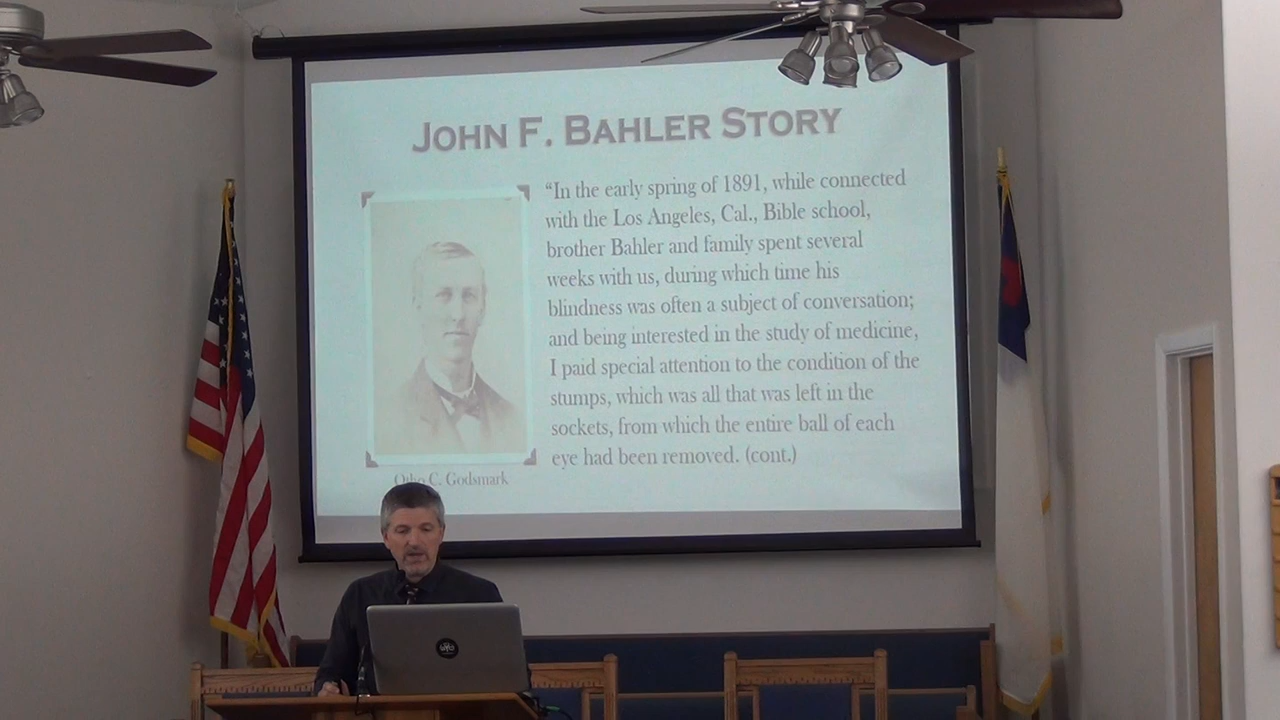 JOHN F. BAHLER STORY
“In the early spring of 1891, while connected
with the Los Angeles, Cal., Bible school,
brother Bahler and family spent several
weeks with us, during which time his
blindness was often a subject of conversation;
and being interested in the study of medicine,
I paid special attention to the condition of the
stumps, which was all that was left in the
sockets, from which the entire ball of each
eye had been removed. (cont.)
Otho C. Godsmark